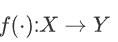 f(·):X → Y